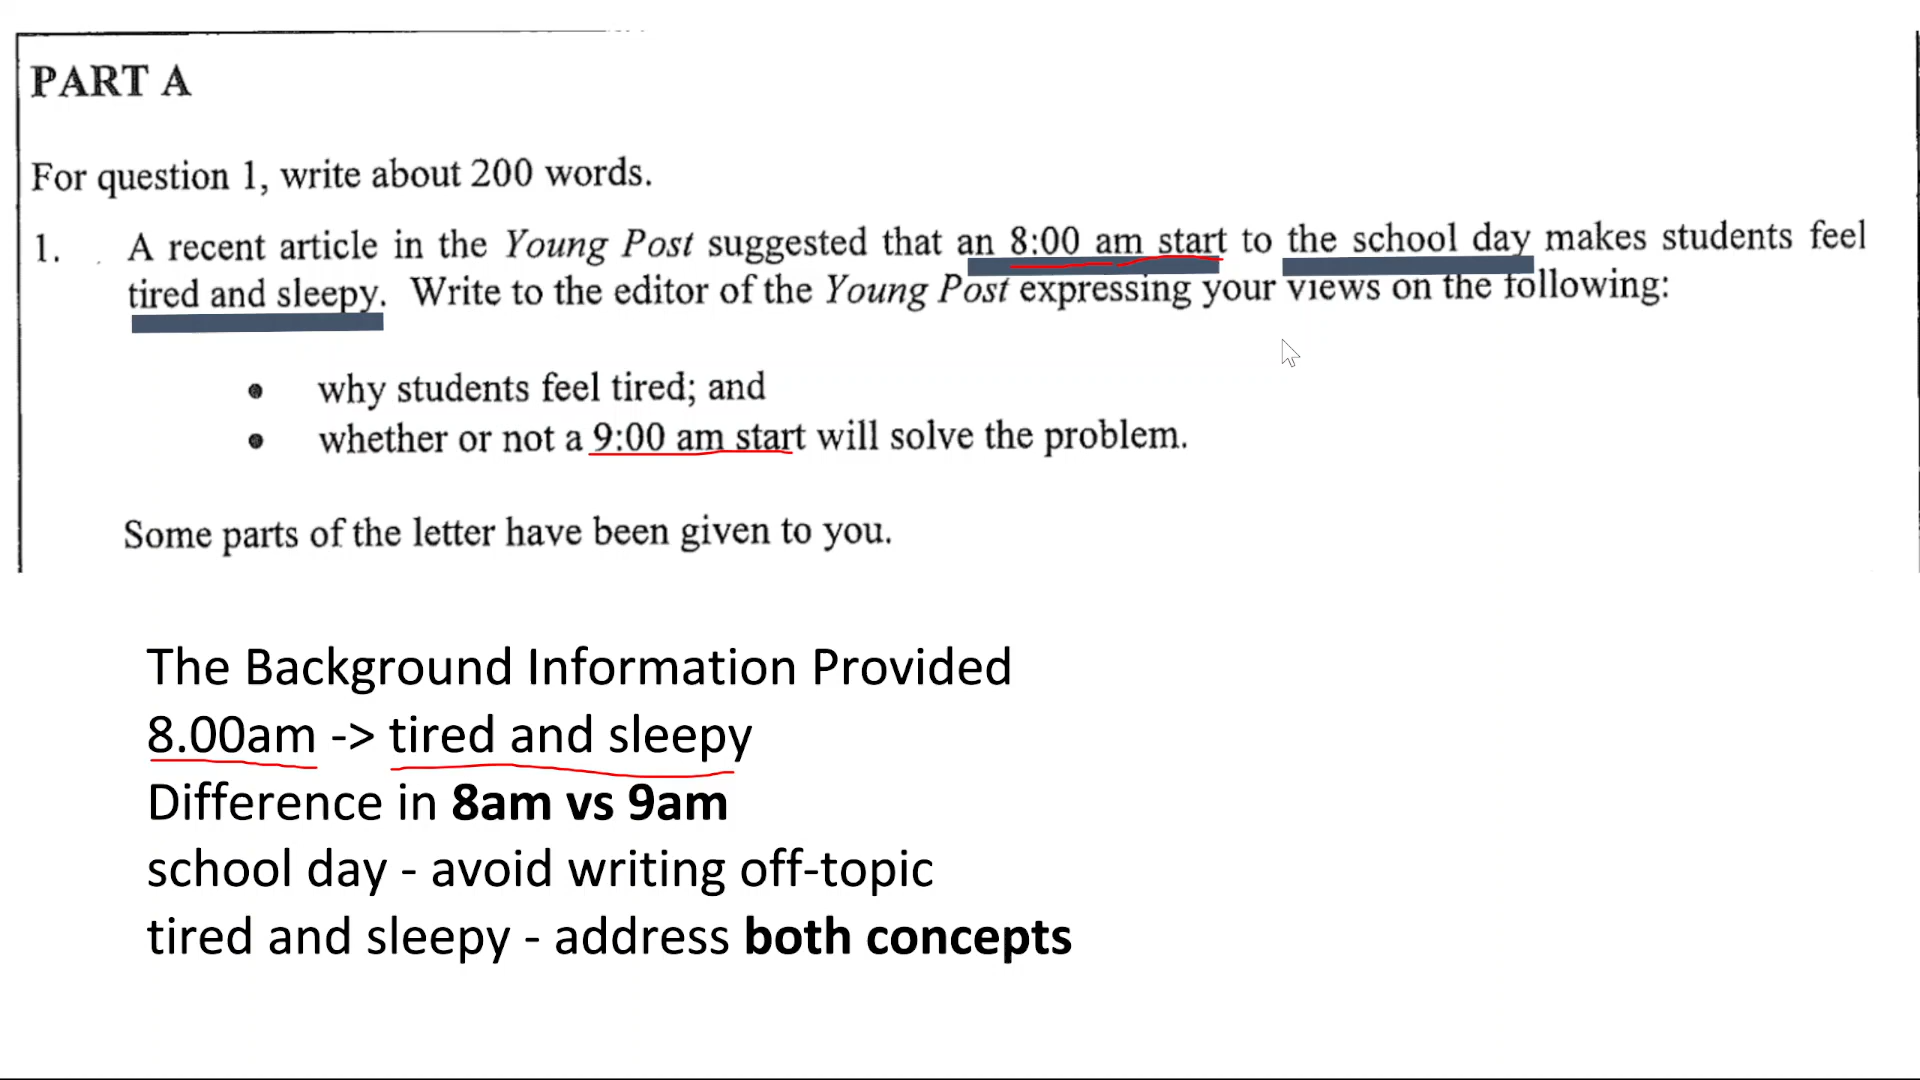 PART A
For question 1, write about 200 words.
1. A recent article in the Young Post suggested that an 8:00 am start to the school day makes students feel
tired and sleepy. Write to the editor of the Young Post expressing your views on the following:
• why students feel tired; and
• whether or not a 9:00 am start will solve the problem.
Some parts of the letter have been given to you.
The Background Information Provided
8.00am -> tired and sleepy
Difference in 8am vs 9am
school day - avoid writing off-topic
tired and sleepy - address both concepts